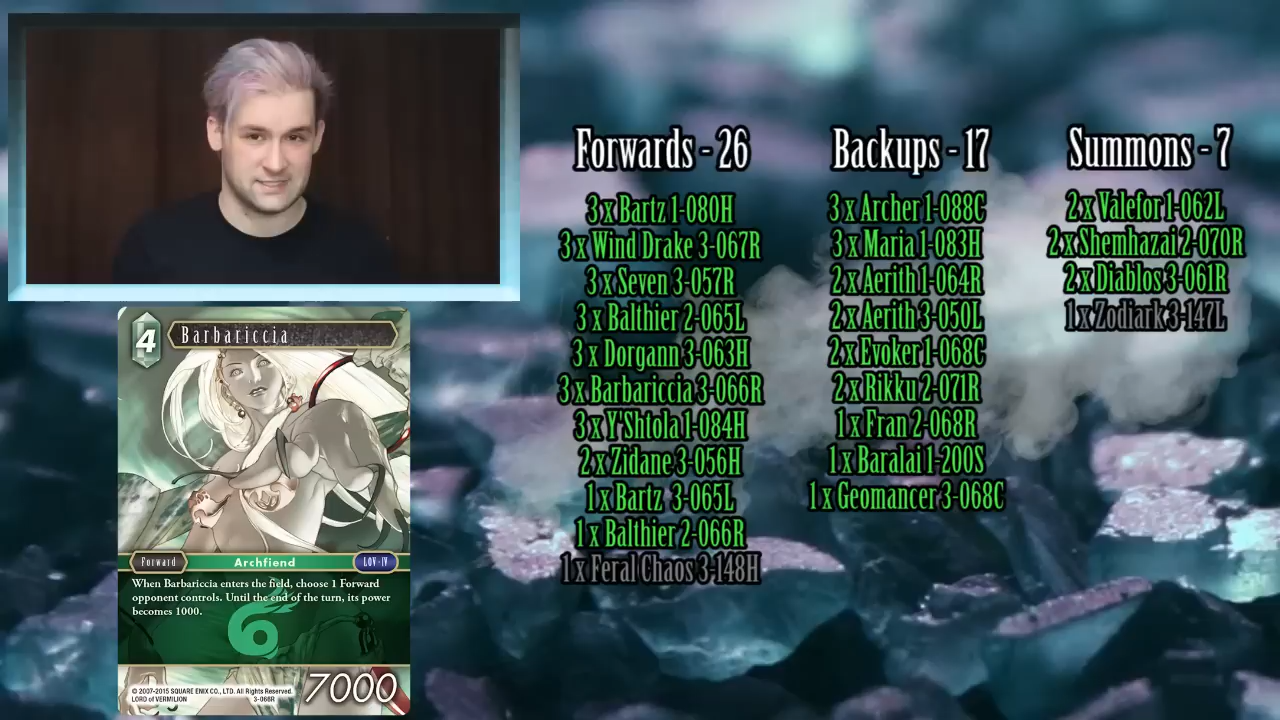 Forwards - 26
3 x Bartz 1-080H
3 x Wind Drake 3-067R
3 x Seven 3-057R
3 x Balthier 2-065L
3 x Dorgann 3-063H
3 x Barbariccia 3-066R
3 x Y'Shtola 1-084H
2 x Zidane 3-056H
1 x Bartz 3-065L
1 x Balthier 2-066R
1 x Feral Chaos 3-148H
Backups - 17
3 x Archer 1-088C
3 x Maria 1-083H
2 x Aerith 1-064R
2 x Aerith 3-050L
2 x Evoker 1-068C
2 x Rikku 2-071R
1 x Fran 2-068R
1 x Baralai 1-200S
1 x Geomancer 3-068C
Summons - 7
2 x Valefor 1-062L
2 x Shemhazai 2-070R
2 x Diablos 3-061R
1 x Zodiark 3-147L
4
Barbariccia
Forward
Archfiend
LOV-IV
When Barbariccia enters the field, choose 1 Forward
opponent controls. Until the end of the turn, its power
becomes 1000.
© 2007-2015 SQUARE ENIX CO., LTD. All Rights Reserved.
LORD of VERMILION
3-066R
7000